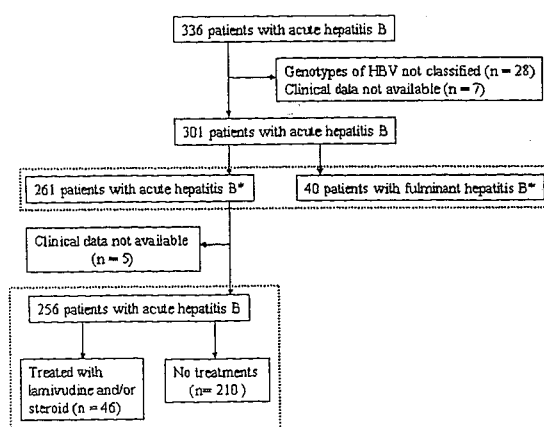 336 patients with acute hepatitis B
Genotypes of HBV not classified (n = 28)
Clinical data not available (n = 7)
301 patients with acute hepatitis B
261 patients with acute hepatitis B*
40 patients with fulminant hepatitis B*
Clinical data not available
(n = 5)
256 patients with acute hepatitis B
Treated with
lamivudine and/or
steroid (n = 46)
No treatments
(n= 210 )